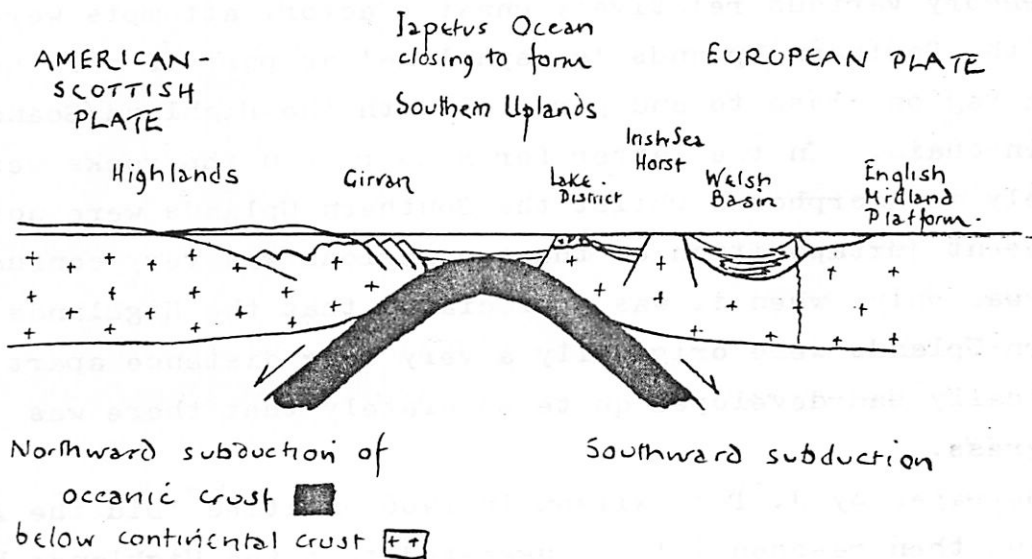 AMERICAN-
SCOTTISH
PLATE
Iapetus Ocean
closing to form
Southern Uplands
EUROPEAN PLATE
Highlands
Girvan
Lake
District
Irish Sea
Horst
Welsh
Basin
English
Midland
Platform.
Northward subduction of
oceanic crust
below continental crust ++
Southward subduction